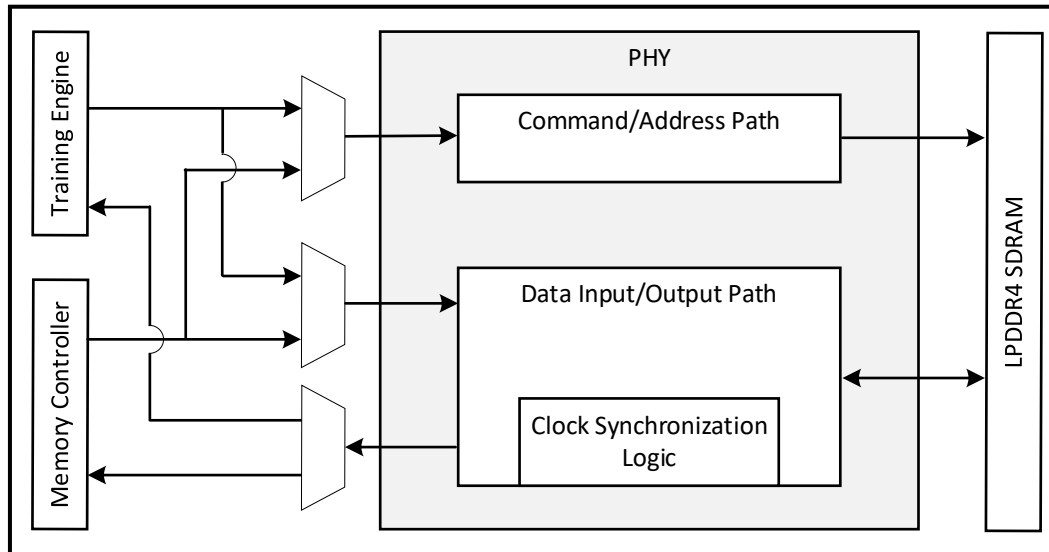 Training Engine
Memory Controller
PHY
Command/Address Path
Data Input/Output Path
Clock Synchronization
Logic
LPDDR4 SDRAM